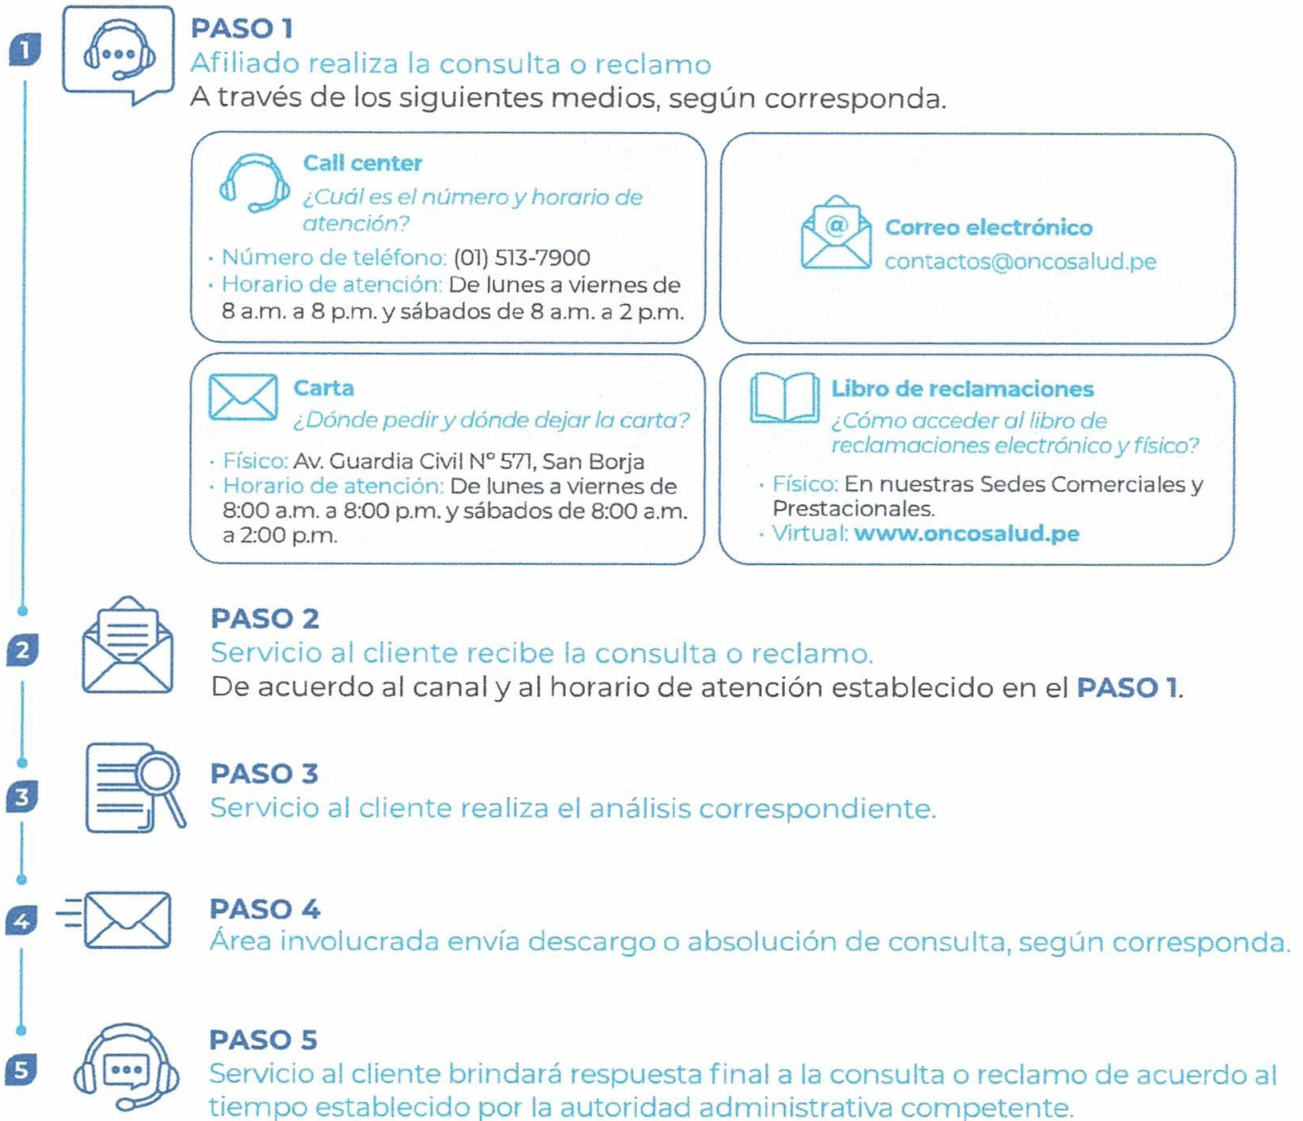 1
PASO 1
Afiliado realiza la consulta o reclamo
A través de los siguientes medios, según corresponda.
Call center
¿Cuál es el número y horario de
atención?
· Número de teléfono: (01) 513-7900
· Horario de atención: De lunes a viernes de
8 a.m. a 8 p.m. y sábados de 8 a.m. a 2 p.m.
@
Correo electrónico
contactos@oncosalud.pe
Carta
¿Dónde pedir y dónde dejar la carta?
· Físico: Av. Guardia Civil Nº 571, San Borja
· Horario de atención: De lunes a viernes de
8:00 a.m. a 8:00 p.m. y sábados de 8:00 a.m.
a 2:00 p.m.
Libro de reclamaciones
¿Cómo acceder al libro de
reclamaciones electrónico y físico?
· Físico: En nuestras Sedes Comerciales y
Prestacionales.
· Virtual: www.oncosalud.pe
2
PASO 2
Servicio al cliente recibe la consulta o reclamo.
De acuerdo al canal y al horario de atención establecido en el PASO 1.
3
PASO 3
Servicio al cliente realiza el análisis correspondiente.
4
PASO 4
Área involucrada envía descargo o absolución de consulta, según corresponda.
5
PASO 5
Servicio al cliente brindará respuesta final a la consulta o reclamo de acuerdo al
tiempo establecido por la autoridad administrativa competente.